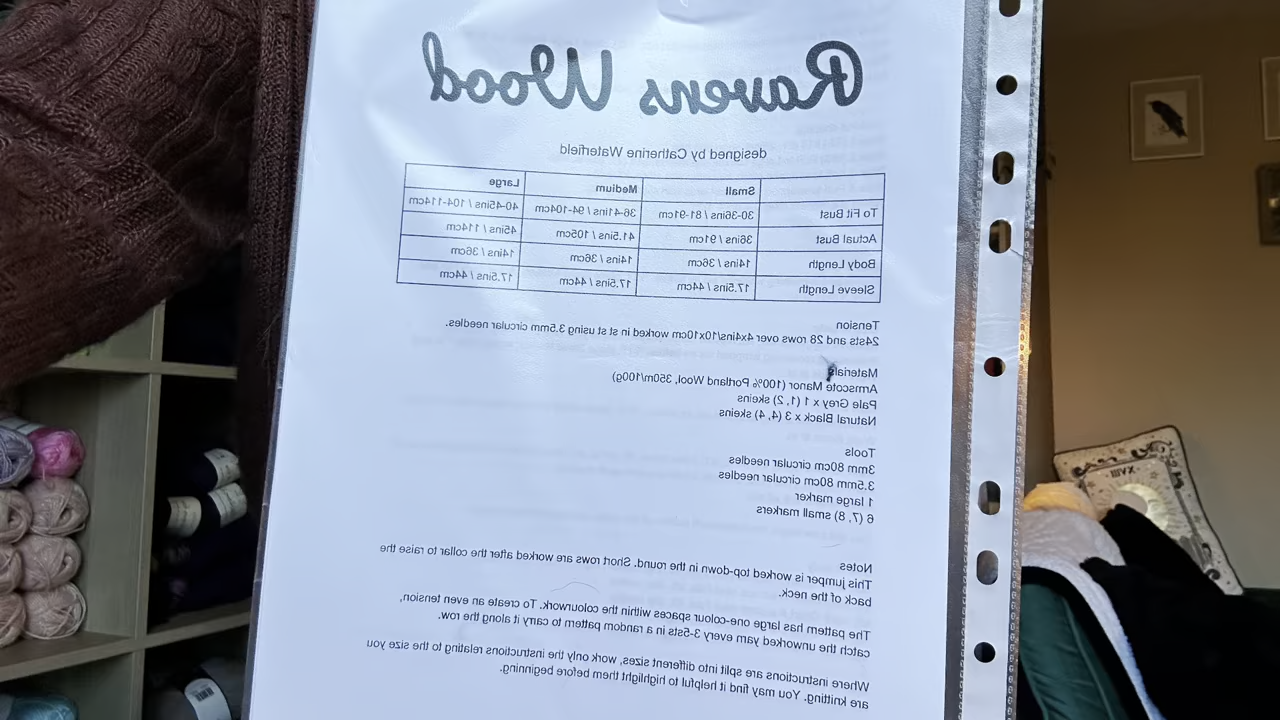 Ravens Wood
designed by Catherine Waterfield
Small Medium Large
To Fit Bust 30-36ins / 81-91cm 36-41ins / 94-104cm 40-45ins / 104-114cm
Actual Bust 36ins / 91cm 41.5ins / 105cm 45ins / 114cm
Body Length 14ins / 36cm 14ins / 36cm 14ins / 36cm
Sleeve Length 17.5ins / 44cm 17.5ins / 44cm 17.5ins / 44cm
Tension
24sts and 28 rows over 4x4ins/10x10cm worked in st st using 3.5mm circular needles.
Materials
Armscote Manor (100% Portland Wool, 350m/100g)
Pale Grey x 1 (1, 2) skeins
Natural Black x 3 (4, 4) skeins
Tools
3mm 80cm circular needles
3.5mm 80cm circular needles
1 large marker
6 (7, 8) small markers
Notes
This jumper is worked top-down in the round. Short rows are worked after the collar to raise the
back of the neck.
The pattern has large one-colour spaces within the colourwork. To create an even tension,
catch the unworked yarn every 3-5sts in a random pattern to carry it along the row.
Where instructions are split into different sizes, work only the instructions relating to the size you
are knitting. You may find it helpful to highlight them before beginning.
XVIII